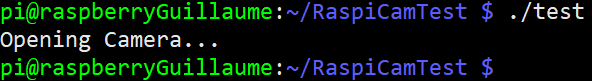 pi@raspberryGuillaume:~/RaspiCamTest $ ./test
Opening Camera...
pi@raspberryGuillaume:~/RaspiCamTest $